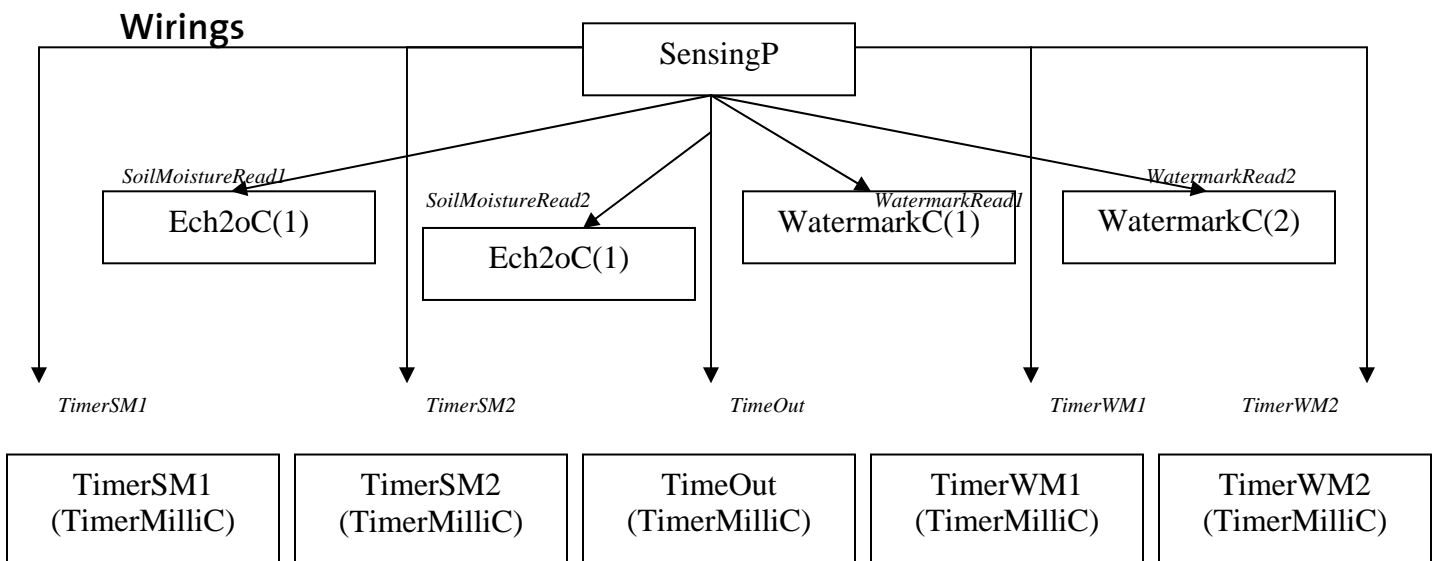 Wirings
SensingP
SoilMoistureRead1
Ech2oC(1)
SoilMoistureRead2
Ech2oC(1)
WatermarkRead1
WatermarkC(1)
WatermarkRead2
WatermarkC(2)
TimerSM1
TimerSM2
TimeOut
TimerWM1
TimerWM2
TimerSM1
(TimerMilliC)
TimerSM2
(TimerMilliC)
TimeOut
(TimerMilliC)
TimerWM1
(TimerMilliC)
TimerWM2
(TimerMilliC)